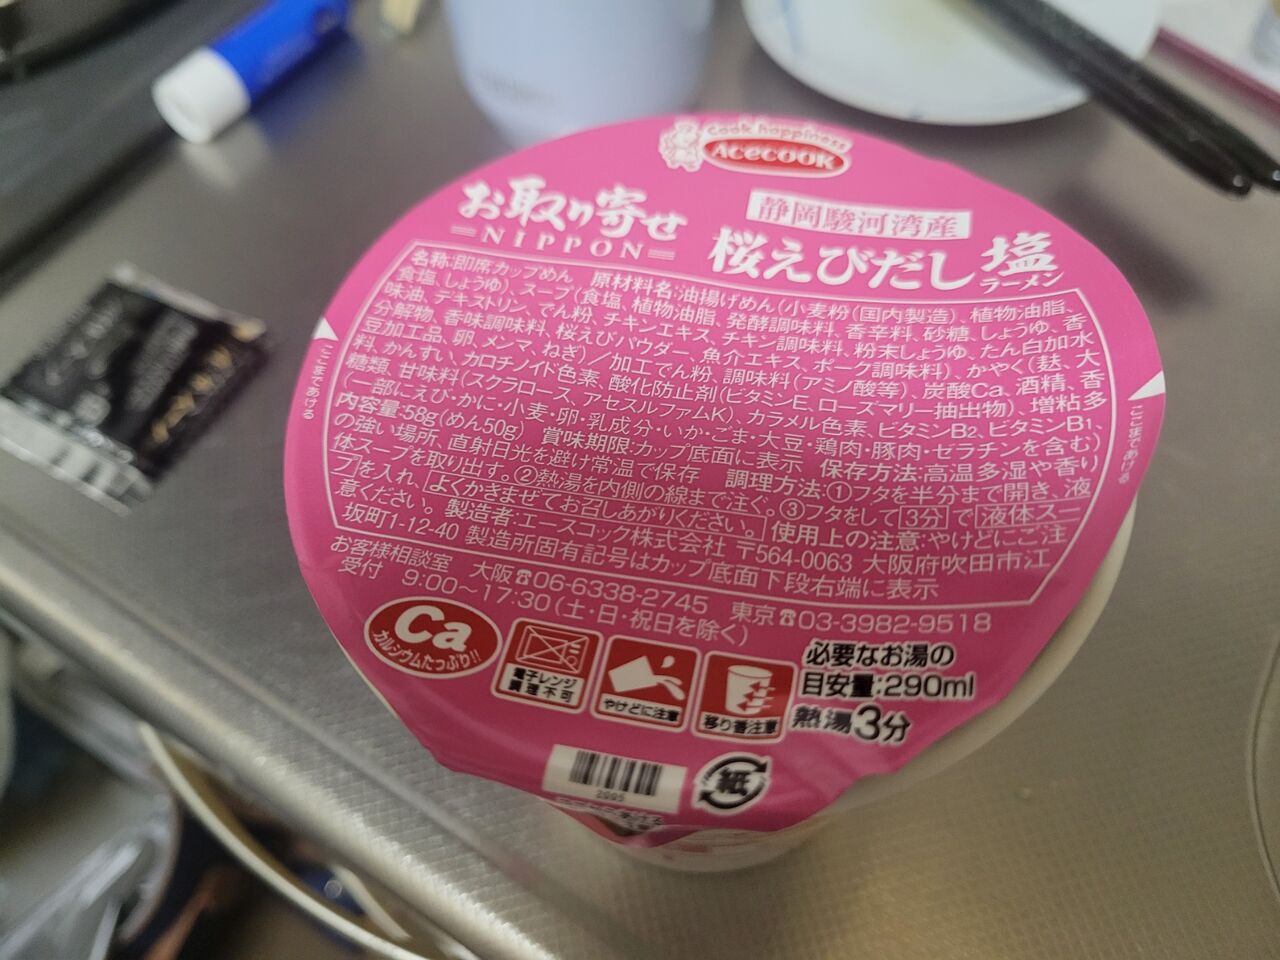 Cook happiness
Acecook
お取り寄せ
NIPPON
静岡駿河湾産
桜えびだし塩
ラーメン
名称:即席カップめん 原材料名:油揚げめん(小麦粉(国内製造)、植物油脂、
食塩、しょうゆ)、スープ(食塩、植物油脂、発酵調味料、香辛料、砂糖、しょうゆ、香
味油、デキストリン、でん粉、チキンエキス、チキン調味料、粉末しょうゆ、たん白加水
分解物、香味調味料、桜えびパウダー、魚介エキス、ポーク調味料)、かやく(麸、大
豆加工品、卵、メンマ、ねぎ)/加工でん粉、調味料(アミノ酸等)、炭酸Ca、酒精、香
料、かんすい、カロチノイド色素、酸化防止剤(ビタミンE、ローズマリー抽出物)、増粘多
糖類、甘味料(スクラロース、アセスルファムK)、カラメル色素、ビタミンB2、ビタミンB1、
(一部にえび・かに・小麦・卵・乳成分・いか・ごま・大豆・鶏肉・豚肉・ゼラチンを含む)
内容量:58g(めん50g) 賞味期限:カップ底面に表示 保存方法:高温多湿や香り
の強い場所、直射日光を避け常温で保存 調理方法:①フタを半分まで開き、液
体スープを取り出す。②熱湯を内側の線まで注ぐ。③フタをして3分で液体スー
プを入れ、よくかきまぜてお召しあがりください。 使用上の注意:やけどにご注
意ください。 製造者:エースコック株式会社 〒564-0063 大阪府吹田市江
坂町1-12-40 製造所固有記号はカップ底面下段右端に表示
お客様相談室 大阪☎06-6338-2745 東京☎03-3982-9518
受付 9:00〜17:30(土・日・祝日を除く)
ここまであける
ここまであける
Ca
カルシウムたっぷり!!
電子レンジ
調理不可
やけどに注意
移り香注意
必要なお湯の
目安量:290ml
熱湯3分
紙